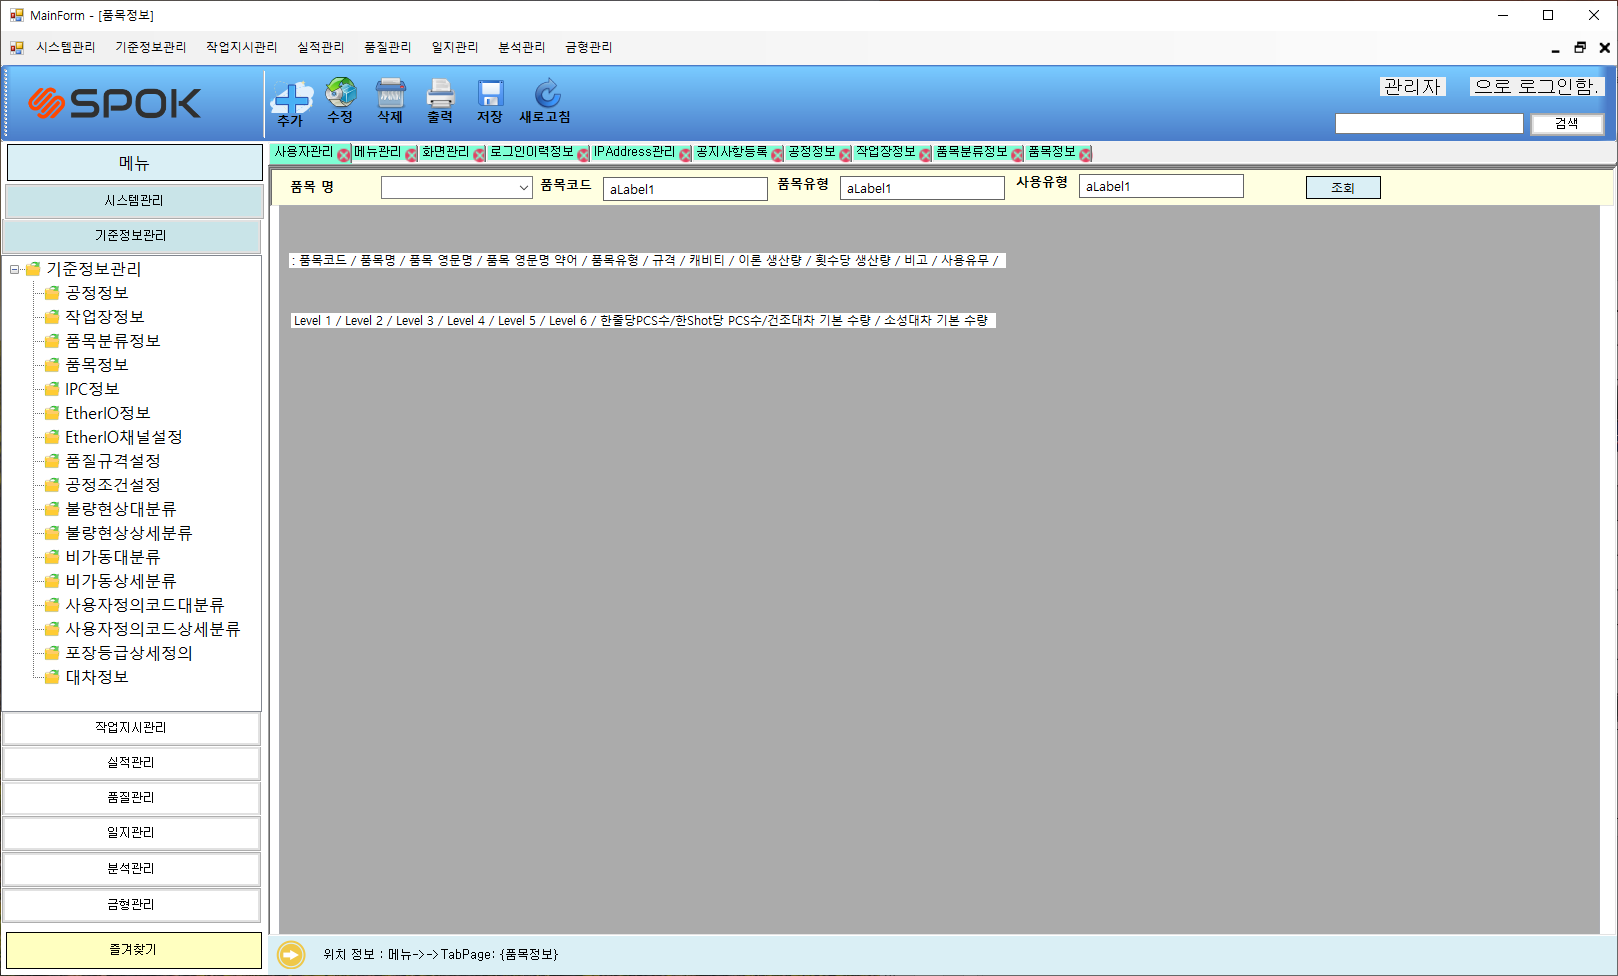 MainForm - [품목정보]
시스템관리 기준정보관리 작업지시관리 실적관리 품질관리 일지관리 분석관리 금형관리
SPOK
추가 수정 삭제 출력 저장 새로고침
관리자 으로 로그인함.
검색
메뉴
시스템관리
기준정보관리
기준정보관리
공정정보
작업장정보
품목분류정보
품목정보
IPC정보
EtherIO정보
EtherIO채널설정
품질규격설정
공정조건설정
불량현상대분류
불량현상상세분류
비가동대분류
비가동상세분류
사용자정의코드대분류
사용자정의코드상세분류
포장등급상세정의
대차정보
작업지시관리
실적관리
품질관리
일지관리
분석관리
금형관리
즐겨찾기
사용자관리 메뉴관리 화면관리 로그인이력정보 IPAddress관리 공지사항등록 공정정보 작업장정보 품목분류정보 품목정보
품목 명 품목코드 aLabel1 품목유형 aLabel1 사용유형 aLabel1 조회
: 품목코드 / 품목명 / 품목 영문명 / 품목 영문명 약어 / 품목유형 / 규격 / 캐비티 / 이론 생산량 / 횟수당 생산량 / 비고 / 사용유무 /
Level 1 / Level 2 / Level 3 / Level 4 / Level 5 / Level 6 / 한줄당PCS수/한Shot당 PCS수/건조대차 기본 수량 / 소성대차 기본 수량
위치 정보 : 메뉴->->TabPage: {품목정보}